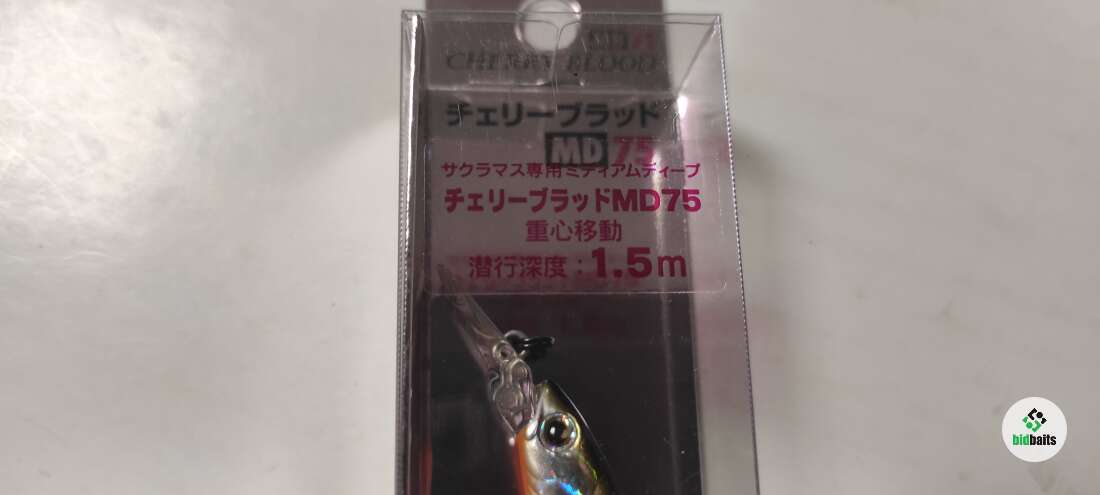 CHERRY BLOOD
チェリーブラッド
MD 75
サクラマス専用ミディアムディープ
チェリーブラッドMD75
重心移動
潜行深度:1.5m
bidbaits